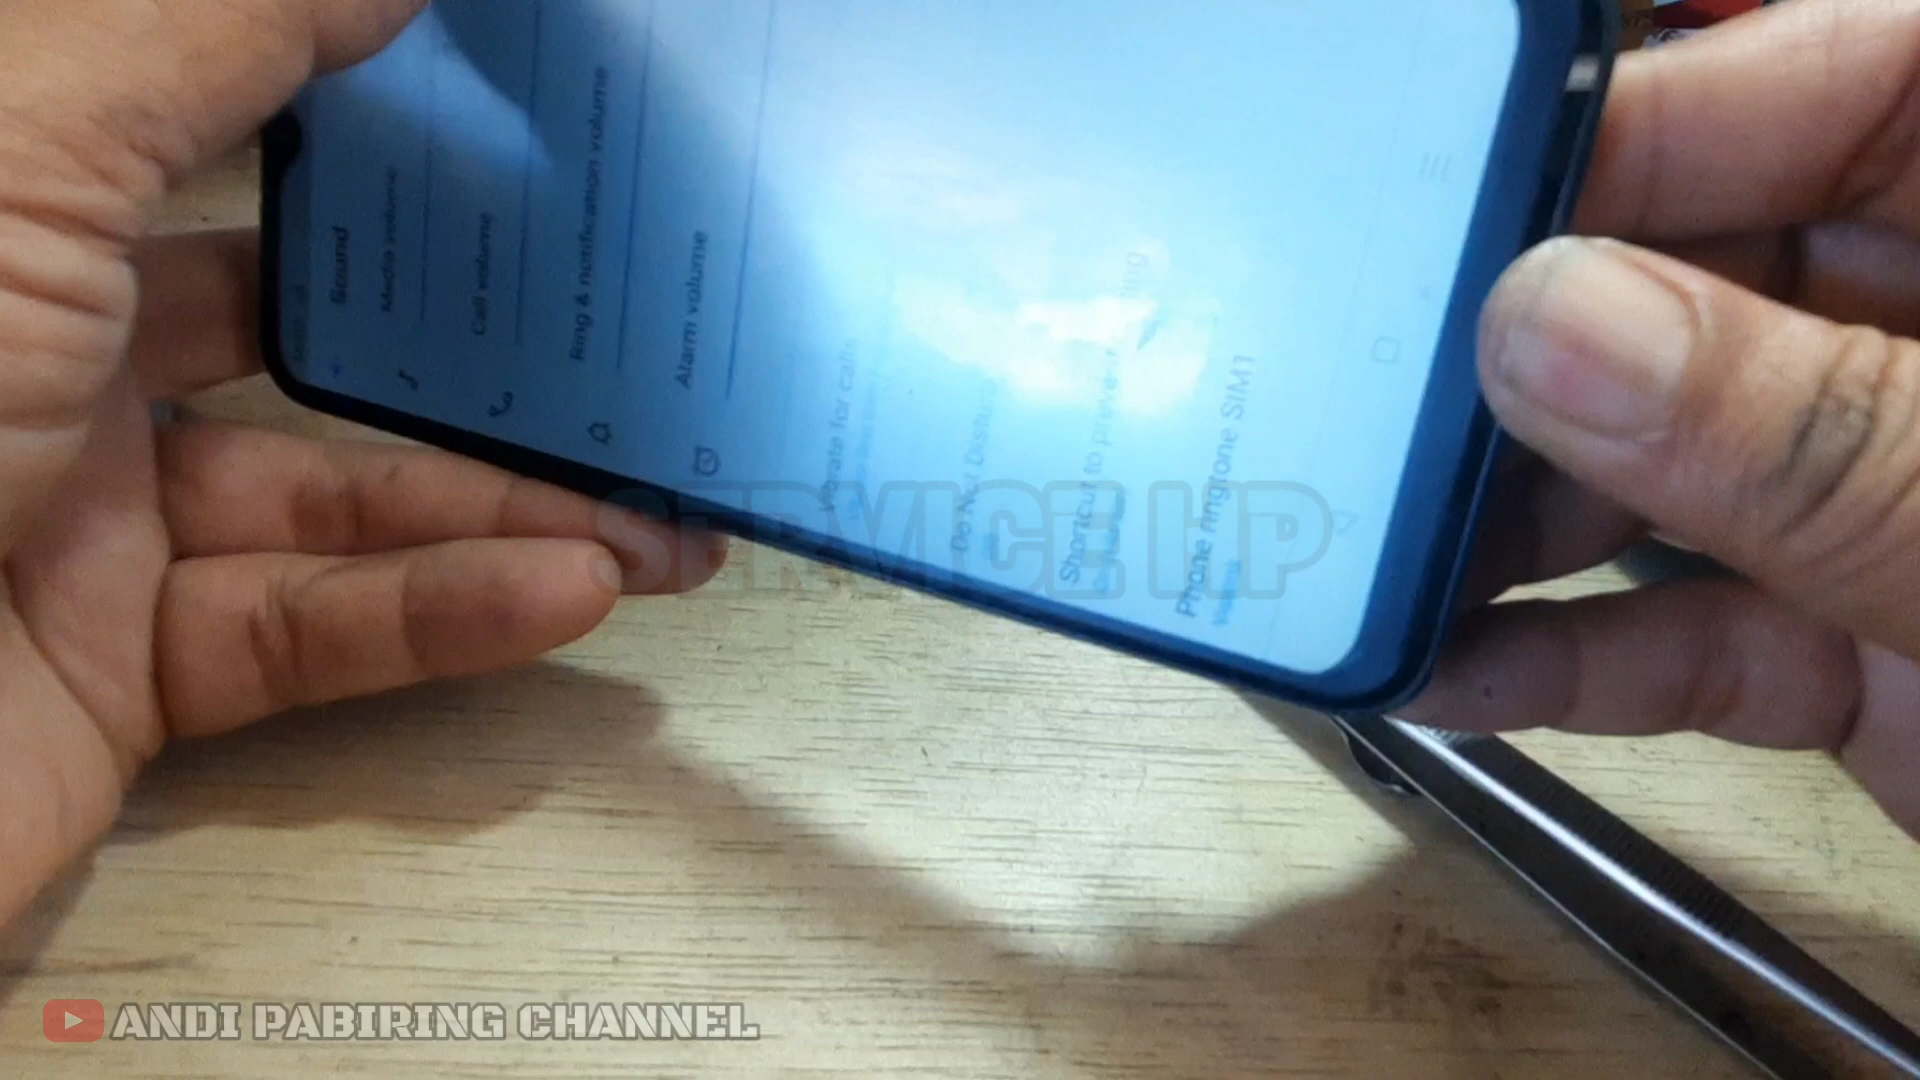 Sound
Media volume
Call volume
Ring & notification volume
Alarm volume
Vibrate for calls
Do Not Disturb
Shortcut to prevent ringing
Phone ringtone SIM1
SERVICE HP
ANDI PABIRING CHANNEL